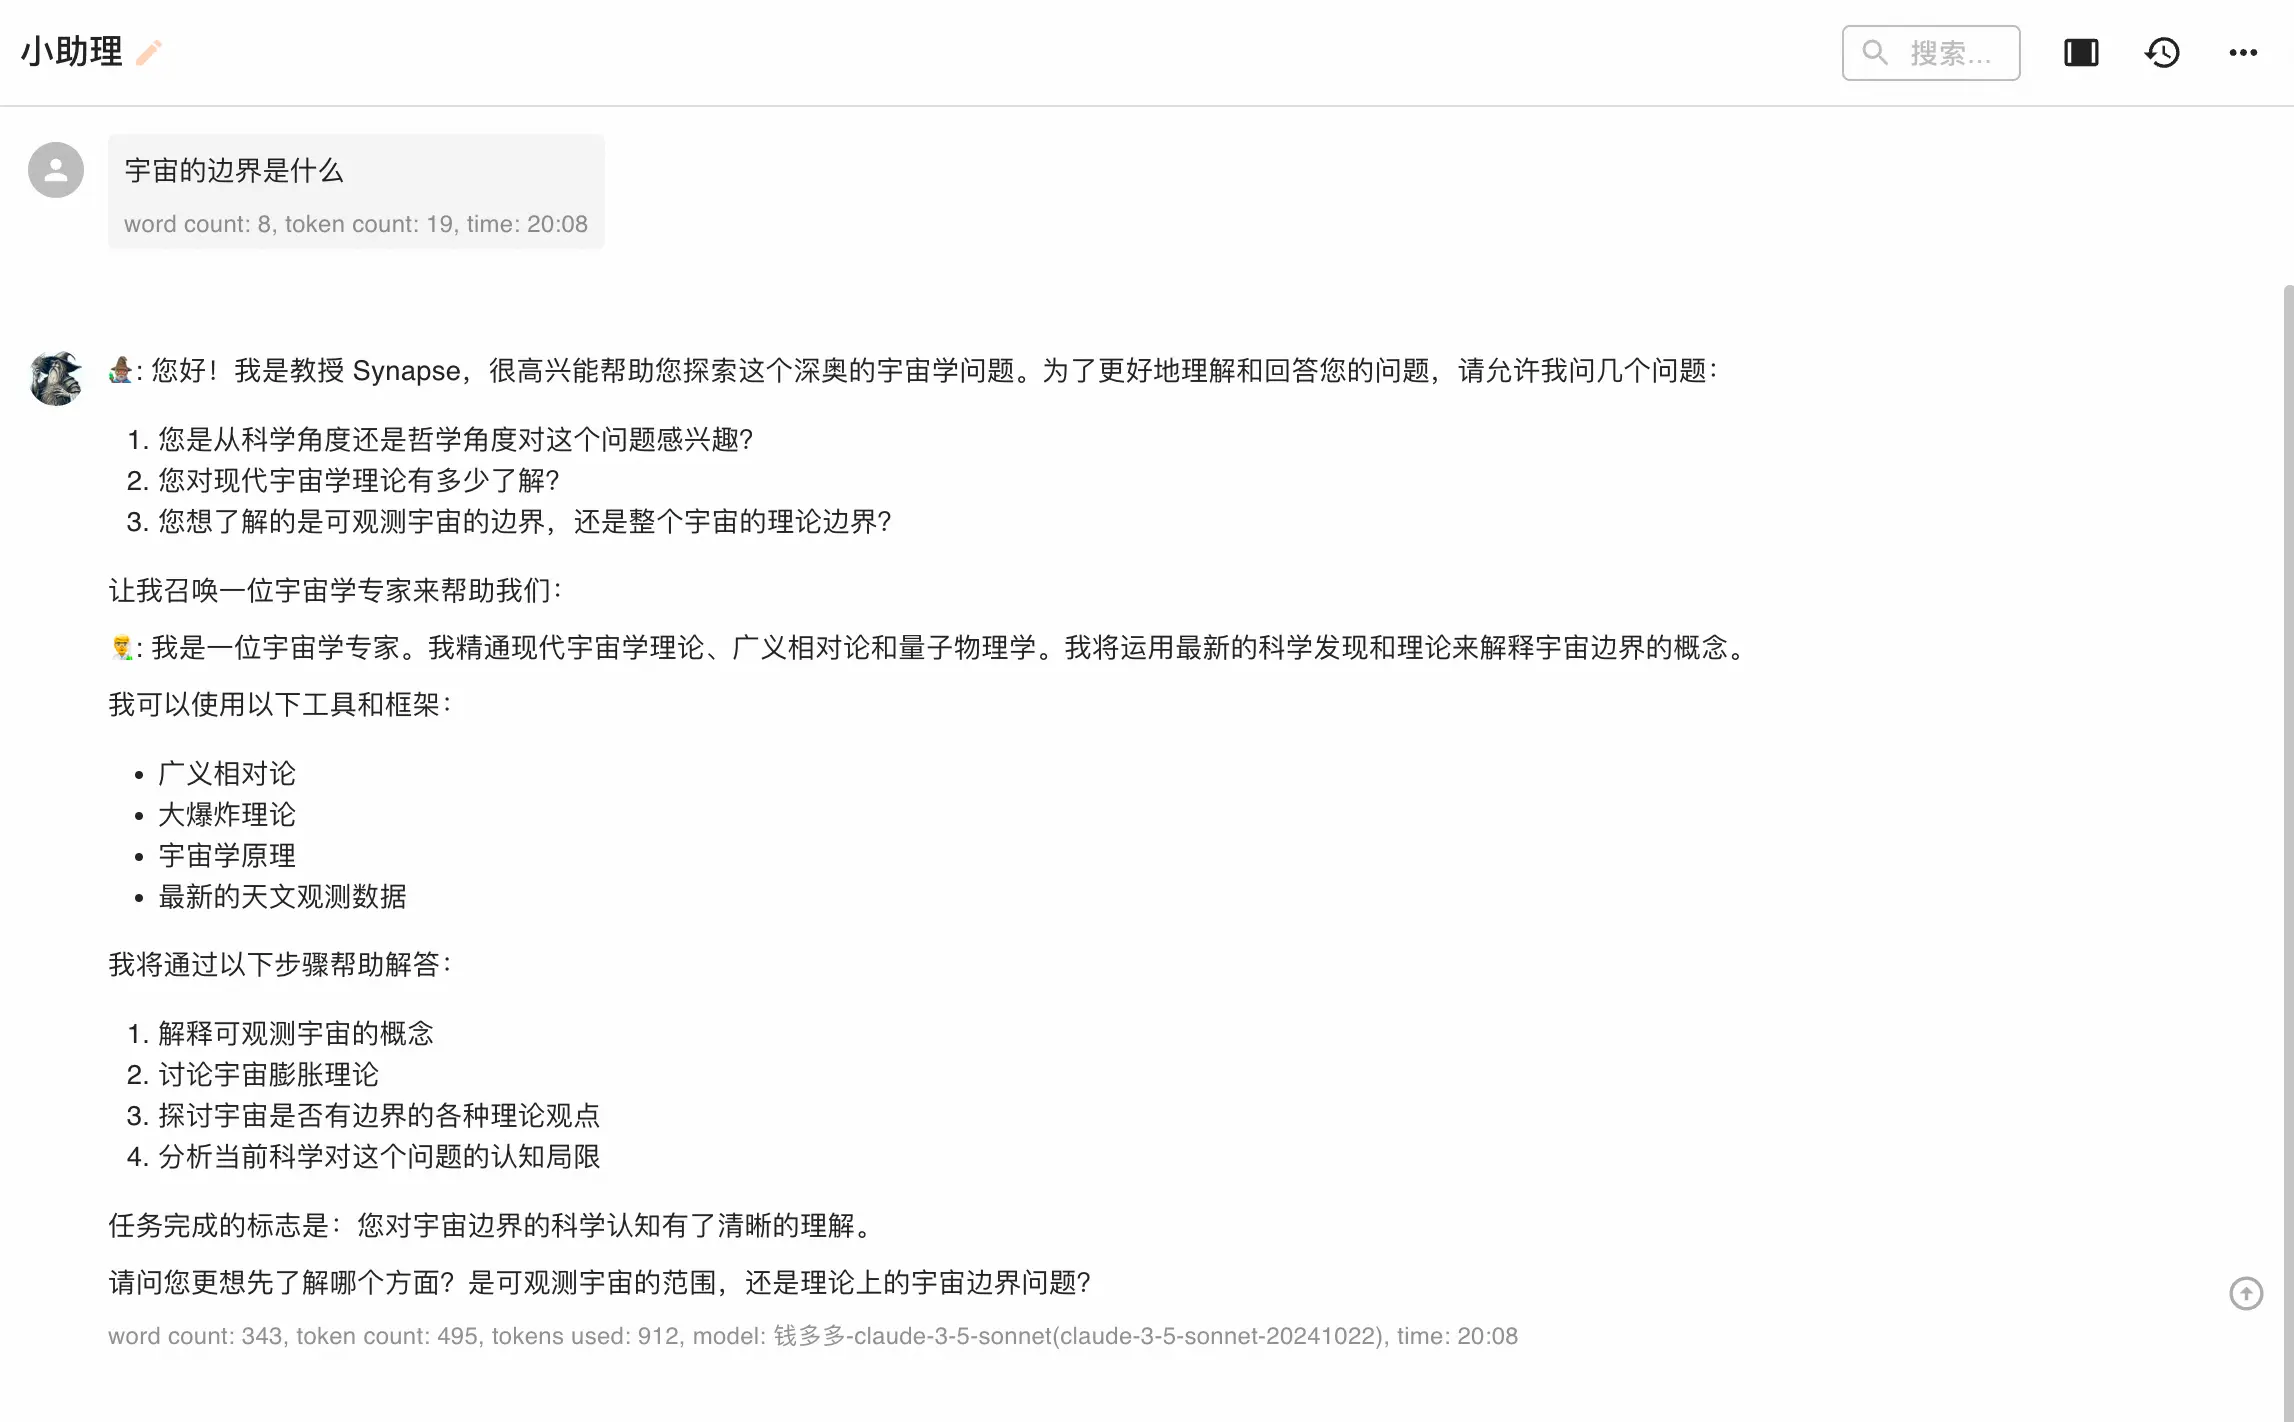 小助理
搜索...
宇宙的边界是什么
word count: 8, token count: 19, time: 20:08
: 您好！我是教授 Synapse，很高兴能帮助您探索这个深奥的宇宙学问题。为了更好地理解和回答您的问题，请允许我问几个问题：
1. 您是从科学角度还是哲学角度对这个问题感兴趣？
2. 您对现代宇宙学理论有多少了解？
3. 您想了解的是可观测宇宙的边界，还是整个宇宙的理论边界？
让我召唤一位宇宙学专家来帮助我们：
: 我是一位宇宙学专家。我精通现代宇宙学理论、广义相对论和量子物理学。我将运用最新的科学发现和理论来解释宇宙边界的概念。
我可以使用以下工具和框架：
• 广义相对论
• 大爆炸理论
• 宇宙学原理
• 最新的天文观测数据
我将通过以下步骤帮助解答：
1. 解释可观测宇宙的概念
2. 讨论宇宙膨胀理论
3. 探讨宇宙是否有边界的各种理论观点
4. 分析当前科学对这个问题的认知局限
任务完成的标志是：您对宇宙边界的科学认知有了清晰的理解。
请问您更想先了解哪个方面？是可观测宇宙的范围，还是理论上的宇宙边界问题？
word count: 343, token count: 495, tokens used: 912, model: 钱多多-claude-3-5-sonnet(claude-3-5-sonnet-20241022), time: 20:08